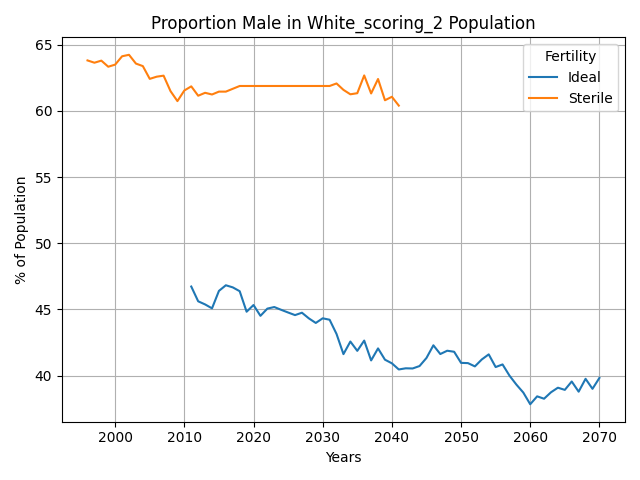 Proportion Male in White_scoring_2 Population
% of Population
65
60
55
50
45
40
Fertility
Ideal
Sterile
2000 2010 2020 2030 2040 2050 2060 2070
Years